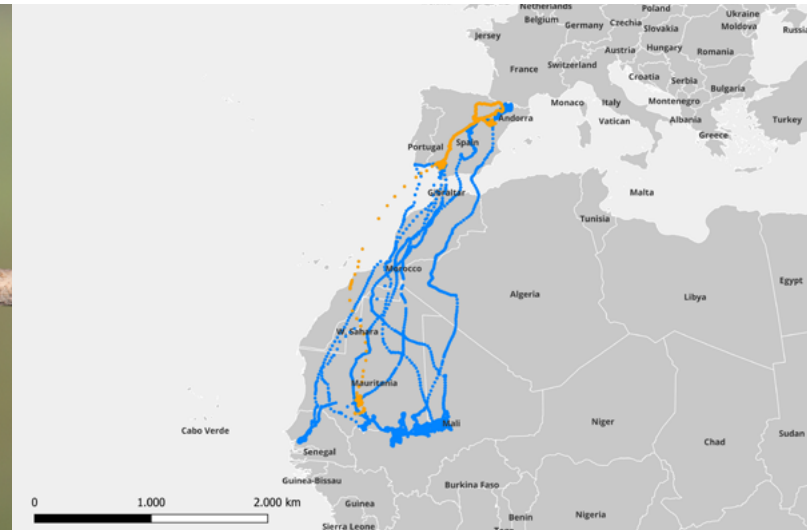 Netherlands
Poland
Ukraine
Belgium
Germany
Czechia
Slovakia
Moldova
Russia
Jersey
Austria
Hungary
Romania
France
Switzerland
Croatia
Serbia
Bulgaria
Monaco
Italy
Montenegro
Andorra
Vatican
Albania
Turkey
Greece
Portugal
Spain
Gibraltar
Malta
Tunisia
Morocco
Algeria
Libya
Egypt
W. Sahara
Mauritania
Cabo Verde
Mali
Niger
Chad
Sudan
Senegal
Guinea-Bissau
Burkina Faso
Guinea
Benin
Nigeria
Sierra Leone
0 1.000 2.000 km